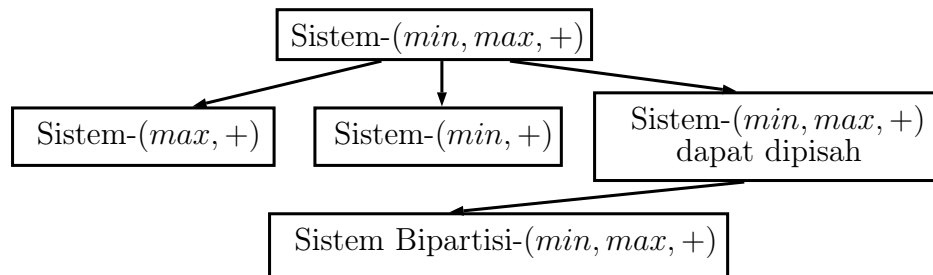 Sistem-(min, max, +)
Sistem-(max, +)
Sistem-(min, +)
Sistem-(min, max, +)
dapat dipisah
Sistem Bipartisi-(min, max, +)